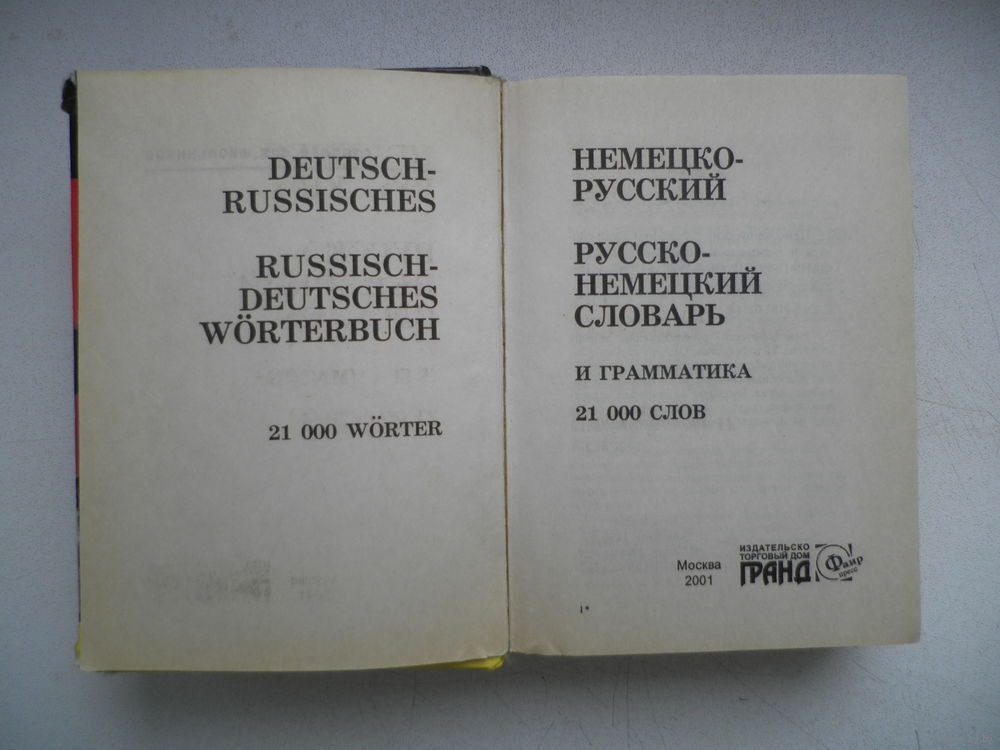 DEUTSCH-
RUSSISCHES
RUSSISCH-
DEUTSCHES
WÖRTERBUCH
21 000 WÖRTER
НЕМЕЦКО-
РУССКИЙ
РУССКО-
НЕМЕЦКИЙ
СЛОВАРЬ
И ГРАММАТИКА
21 000 СЛОВ
Москва
2001
ИЗДАТЕЛЬСКО
ТОРГОВЫЙ ДОМ
ГРАНД
Фаир
пресс
1*